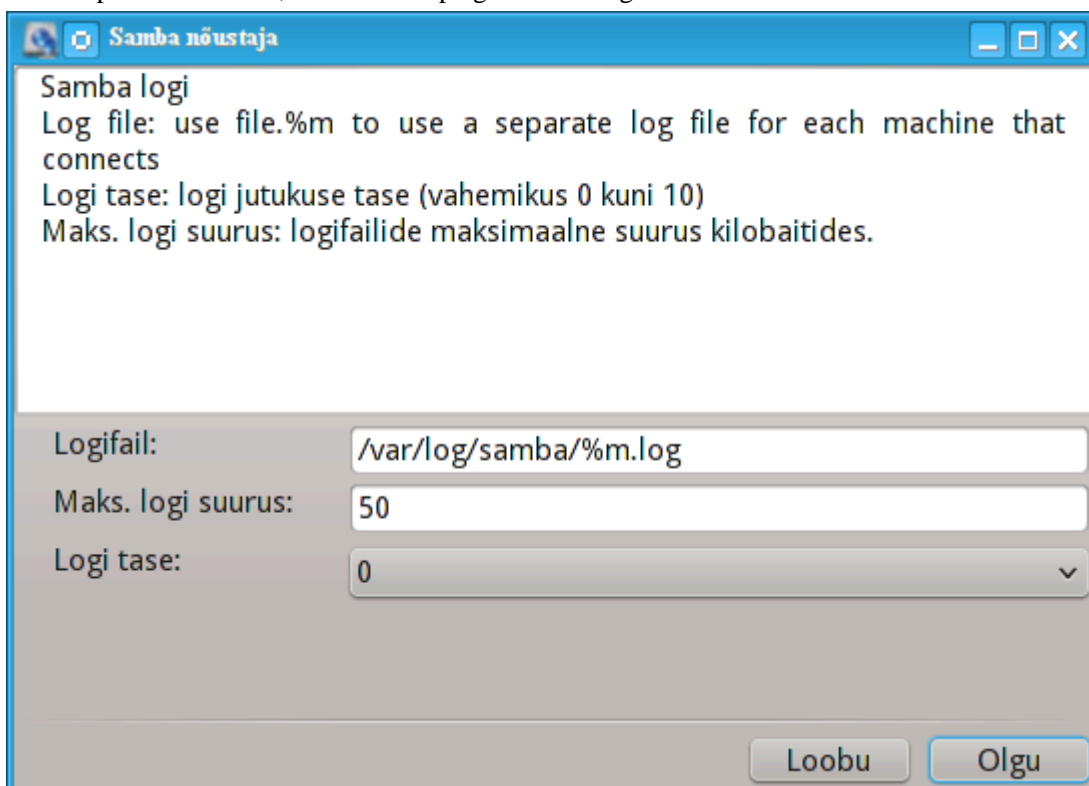 Samba nõustaja
Samba logi
Log file: use file.%m to use a separate log file for each machine that
connects
Logi tase: logi jutukuse tase (vahemikus 0 kuni 10)
Maks. logi suurus: logifailide maksimaalne suurus kilobaitides.
Logifail: /var/log/samba/%m.log
Maks. logi suurus: 50
Logi tase: 0
Loobu Olgu